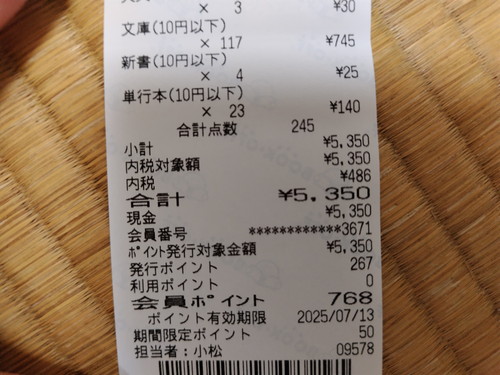 × 3 ¥30
文庫(10円以下)
× 117 ¥745
新書(10円以下)
× 4 ¥25
単行本(10円以下)
× 23 ¥140
合計点数 245
小計 ¥5,350
内税対象額 ¥5,350
内税 ¥486
合計 ¥5,350
現金 ¥5,350
会員番号 ************3671
ポイント発行対象金額 ¥5,350
発行ポイント 267
利用ポイント 0
会員ポイント 768
ポイント有効期限 2025/07/13
期間限定ポイント 50
担当者:小松 09578